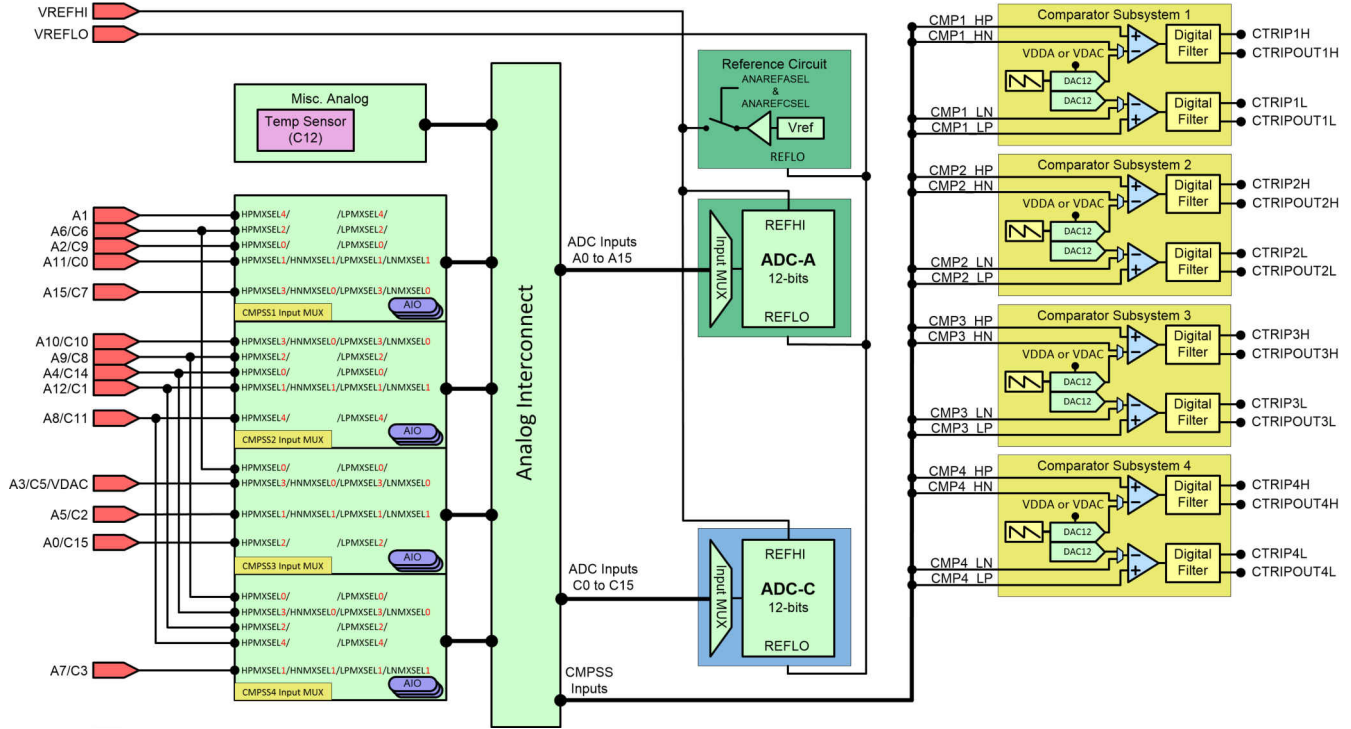 VREFHI
VREFLO
Misc. Analog
Temp Sensor
(C12)
A1
A6/C6
A2/C9
A11/C0
A15/C7
A10/C10
A9/C8
A4/C14
A12/C1
A8/C11
A3/C5/VDAC
A5/C2
A0/C15
A7/C3
HPMXSEL4/ /LPMXSEL4/
HPMXSEL2/ /LPMXSEL2/
HPMXSEL0/ /LPMXSEL0/
HPMXSEL1/HNMXSEL1/LPMXSEL1/LNMXSEL1
HPMXSEL3/HNMXSEL0/LPMXSEL3/LNMXSEL0
CMPSS1 Input MUX
AIO
HPMXSEL3/HNMXSEL0/LPMXSEL3/LNMXSEL0
HPMXSEL2/ /LPMXSEL2/
HPMXSEL0/ /LPMXSEL0/
HPMXSEL1/HNMXSEL1/LPMXSEL1/LNMXSEL1
HPMXSEL4/ /LPMXSEL4/
CMPSS2 Input MUX
AIO
HPMXSEL0/ /LPMXSEL0/
HPMXSEL3/HNMXSEL0/LPMXSEL3/LNMXSEL0
HPMXSEL1/HNMXSEL1/LPMXSEL1/LNMXSEL1
HPMXSEL2/ /LPMXSEL2/
CMPSS3 Input MUX
AIO
HPMXSEL0/ /LPMXSEL0/
HPMXSEL3/HNMXSEL0/LPMXSEL3/LNMXSEL0
HPMXSEL2/ /LPMXSEL2/
HPMXSEL4/ /LPMXSEL4/
HPMXSEL1/HNMXSEL1/LPMXSEL1/LNMXSEL1
CMPSS4 Input MUX
AIO
Analog Interconnect
ADC Inputs
A0 to A15
ADC Inputs
C0 to C15
CMPSS
Inputs
Reference Circuit
ANAREFASEL
&
ANAREFCSEL
Vref
REFLO
Input MUX
REFHI
ADC-A
12-bits
REFLO
Input MUX
REFHI
ADC-C
12-bits
REFLO
CMP1_HP
CMP1_HN
CMP1_LN
CMP1_LP
Comparator Subsystem 1
VDDA or VDAC
DAC12
DAC12
Digital
Filter
Digital
Filter
CTRIP1H
CTRIPOUT1H
CTRIP1L
CTRIPOUT1L
CMP2_HP
CMP2_HN
CMP2_LN
CMP2_LP
Comparator Subsystem 2
VDDA or VDAC
DAC12
DAC12
Digital
Filter
Digital
Filter
CTRIP2H
CTRIPOUT2H
CTRIP2L
CTRIPOUT2L
CMP3_HP
CMP3_HN
CMP3_LN
CMP3_LP
Comparator Subsystem 3
VDDA or VDAC
DAC12
DAC12
Digital
Filter
Digital
Filter
CTRIP3H
CTRIPOUT3H
CTRIP3L
CTRIPOUT3L
CMP4_HP
CMP4_HN
CMP4_LN
CMP4_LP
Comparator Subsystem 4
VDDA or VDAC
DAC12
DAC12
Digital
Filter
Digital
Filter
CTRIP4H
CTRIPOUT4H
CTRIP4L
CTRIPOUT4L